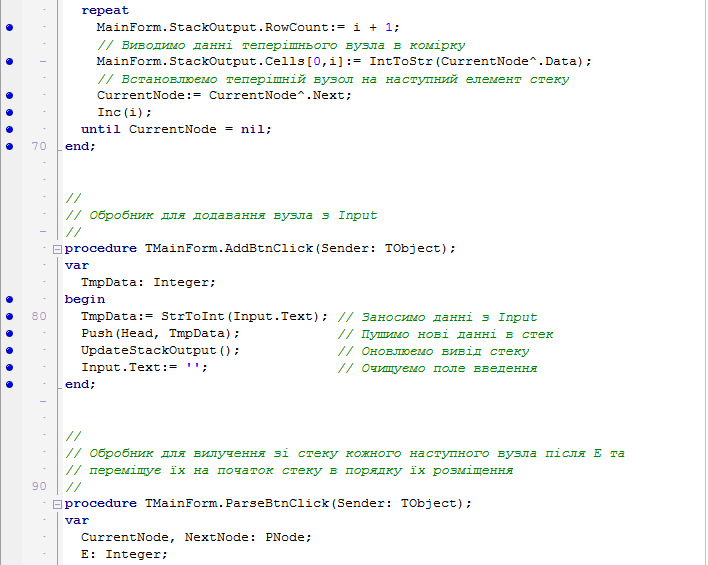 repeat
MainForm.StackOutput.RowCount:= i + 1;
// Виводимо данні теперішнього вузла в комірку
MainForm.StackOutput.Cells[0,i]:= IntToStr(CurrentNode^.Data);
// Встановлюємо теперішній вузол на наступний елемент стеку
CurrentNode:= CurrentNode^.Next;
Inc(i);
until CurrentNode = nil;
70 end;
//
// Обробник для додавання вузла з Input
//
procedure TMainForm.AddBtnClick(Sender: TObject);
var
TmpData: Integer;
begin
80 TmpData:= StrToInt(Input.Text); // Заносимо данні з Input
Push(Head, TmpData); // Пушимо нові данні в стек
UpdateStackOutput(); // Оновлюємо вивід стеку
Input.Text:= ''; // Очищуємо поле введення
end;
//
// Обробник для вилучення зі стеку кожного наступного вузла після E та
// переміщує їх на початок стеку в порядку їх розміщення
90 //
procedure TMainForm.ParseBtnClick(Sender: TObject);
var
CurrentNode, NextNode: PNode;
E: Integer;